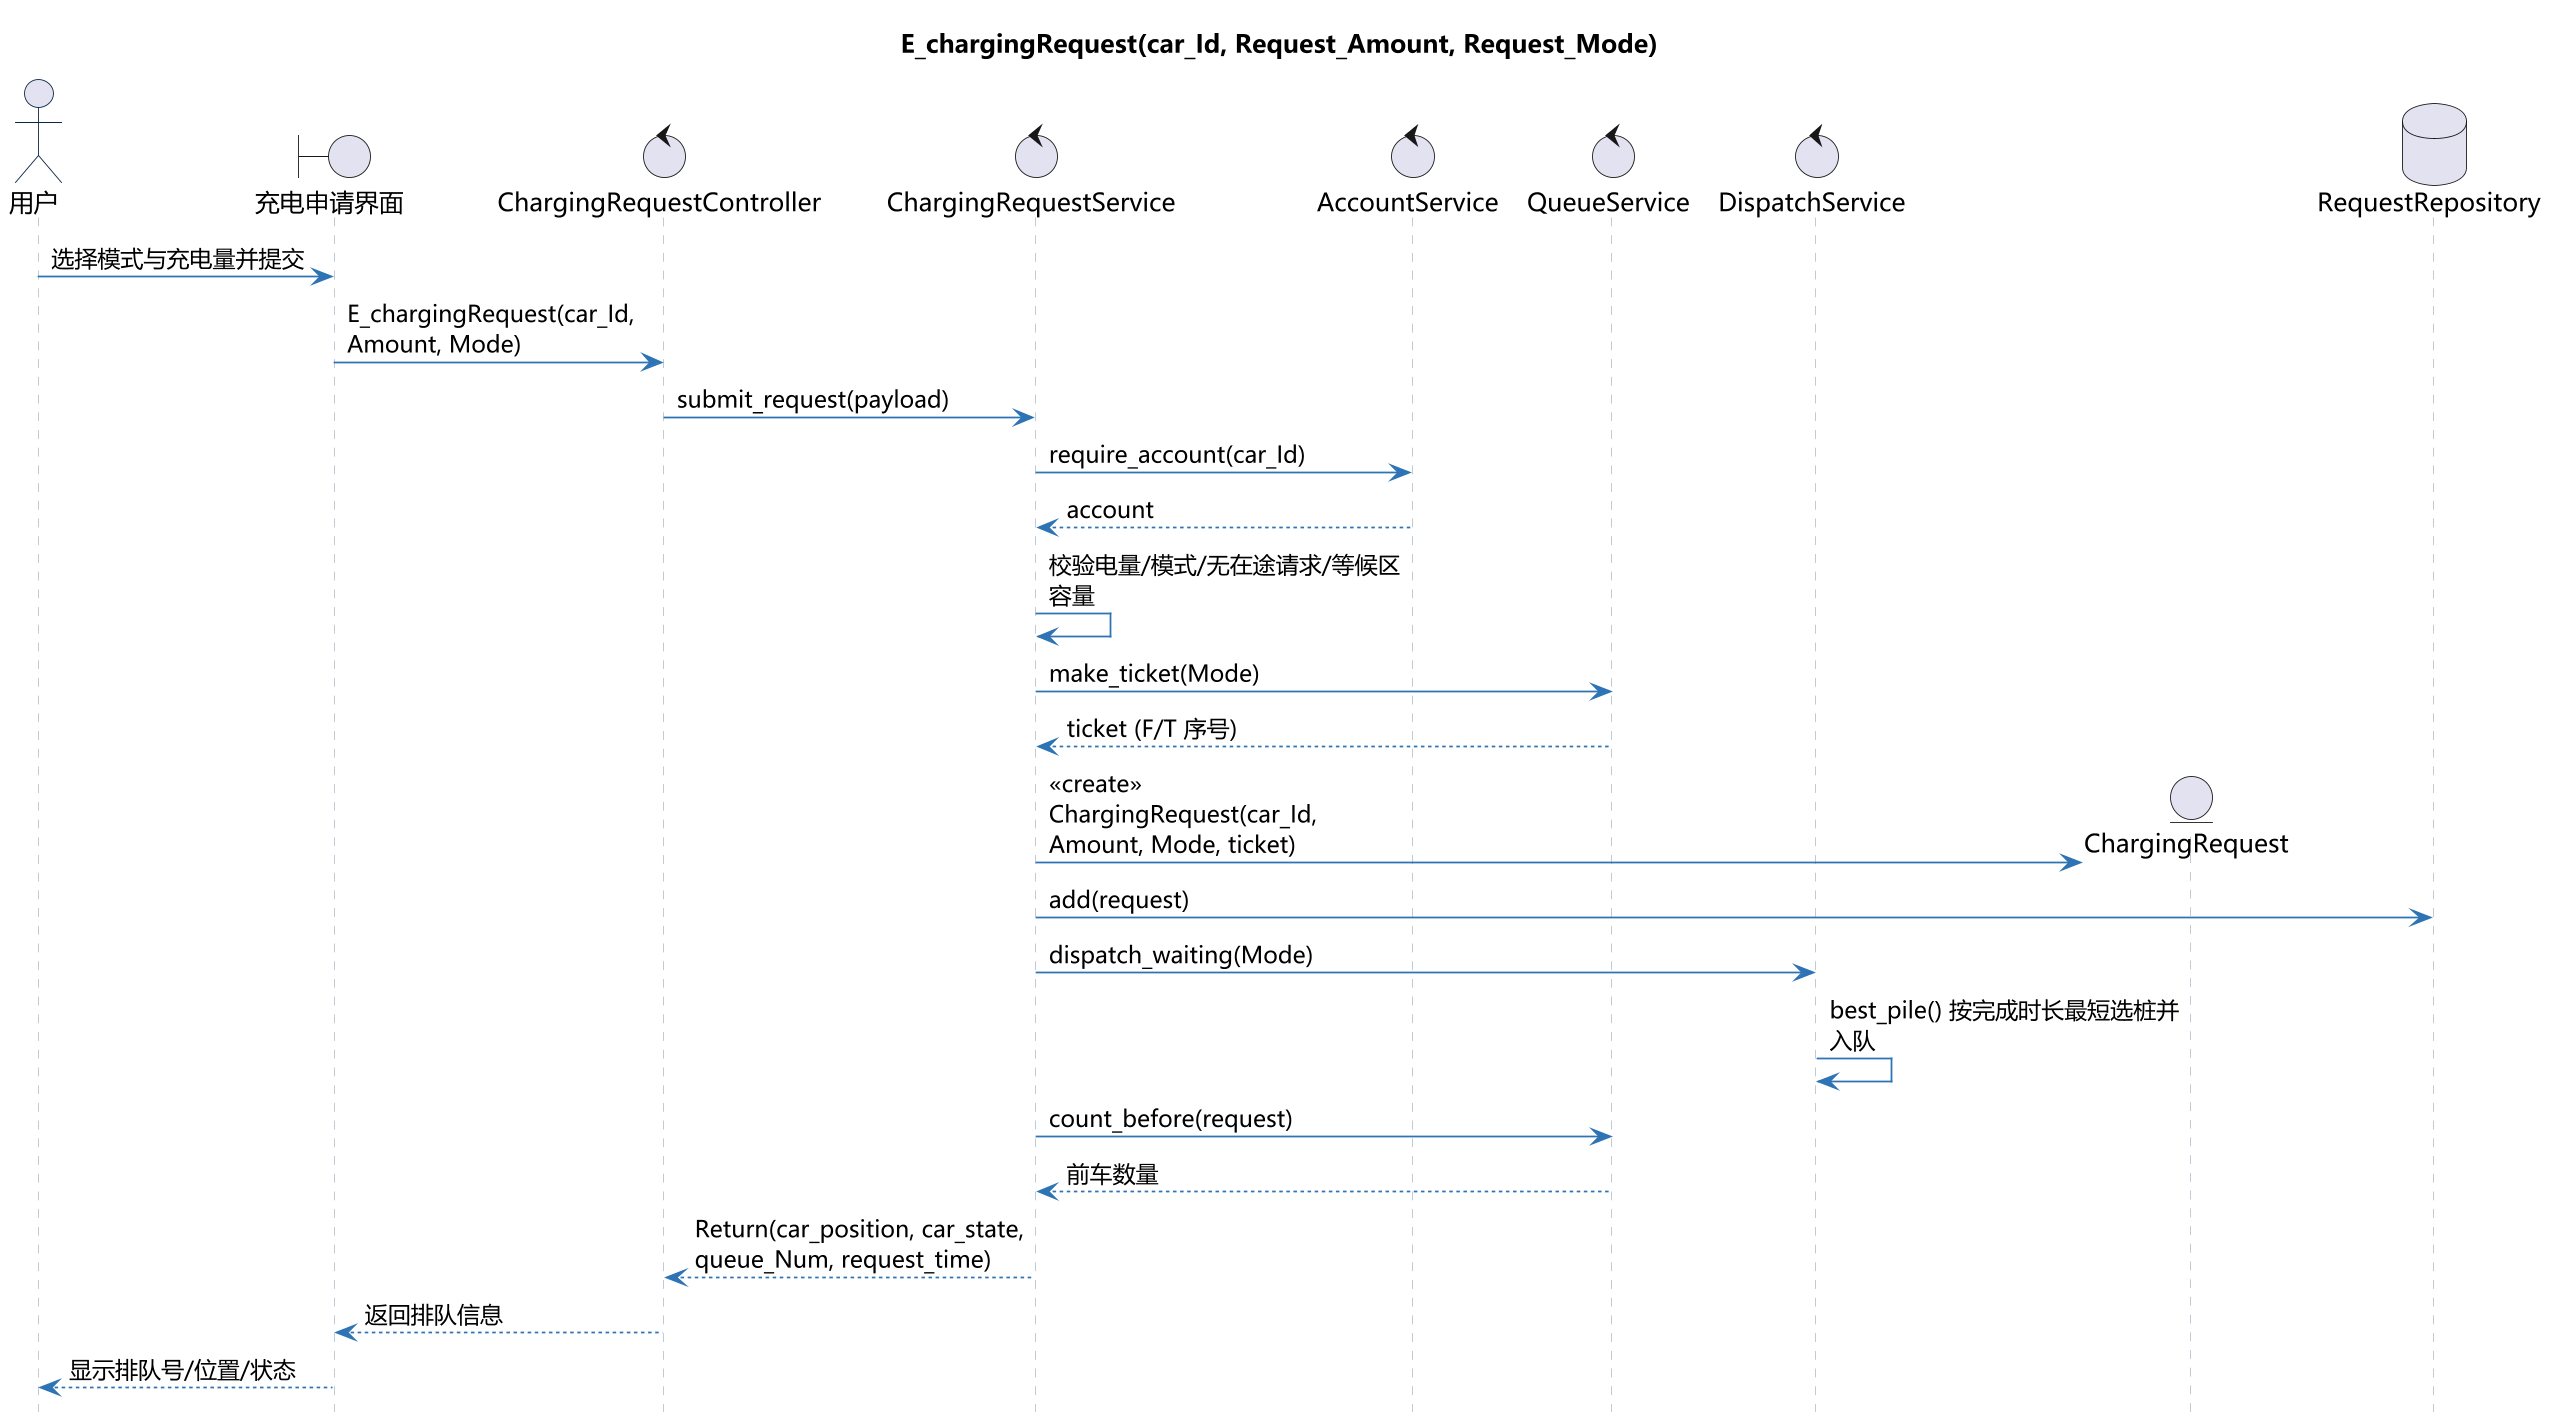 E_chargingRequest(car_Id, Request_Amount, Request_Mode)
用户
充电申请界面
ChargingRequestController
ChargingRequestService
AccountService
QueueService
DispatchService
RequestRepository
选择模式与充电量并提交
E_chargingRequest(car_Id,
Amount, Mode)
submit_request(payload)
require_account(car_Id)
account
校验电量/模式/无在途请求/等候区
容量
make_ticket(Mode)
ticket (F/T 序号)
«create»
ChargingRequest(car_Id,
Amount, Mode, ticket)
ChargingRequest
add(request)
dispatch_waiting(Mode)
best_pile() 按完成时长最短选桩并
入队
count_before(request)
前车数量
Return(car_position, car_state,
queue_Num, request_time)
返回排队信息
显示排队号/位置/状态